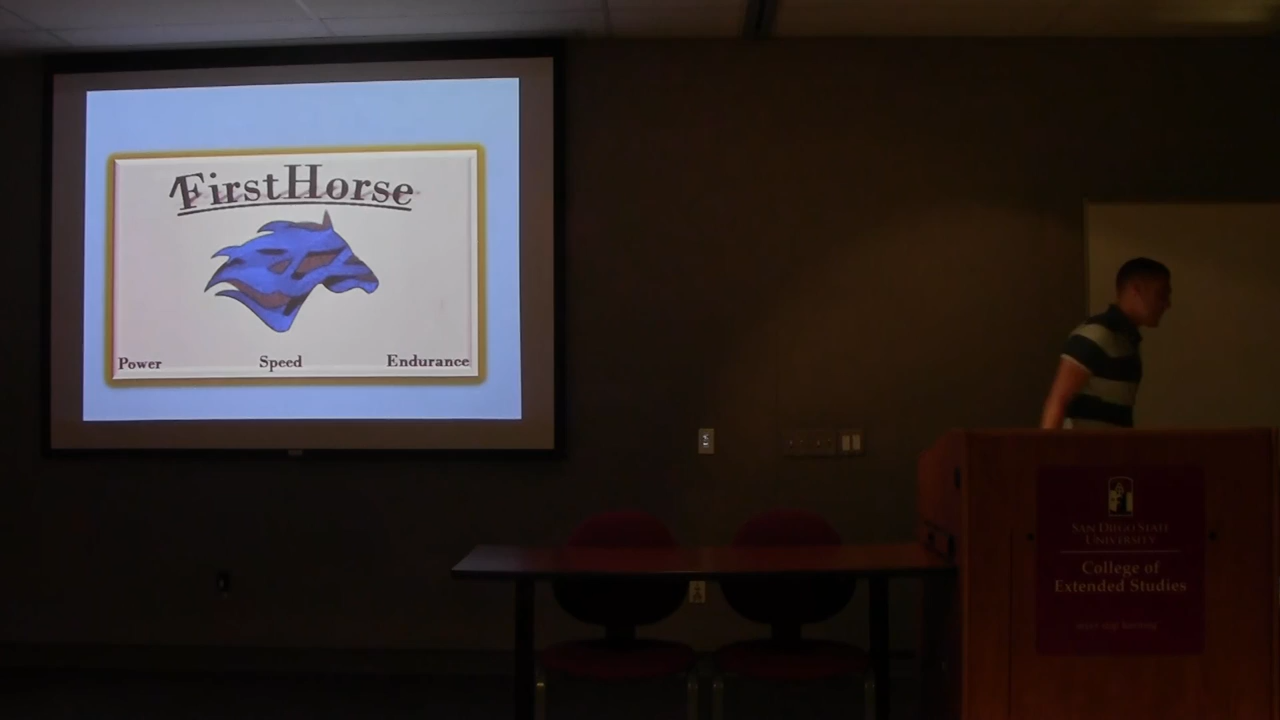 FirstHorse
Power Speed Endurance
San Diego State
University
College of
Extended Studies